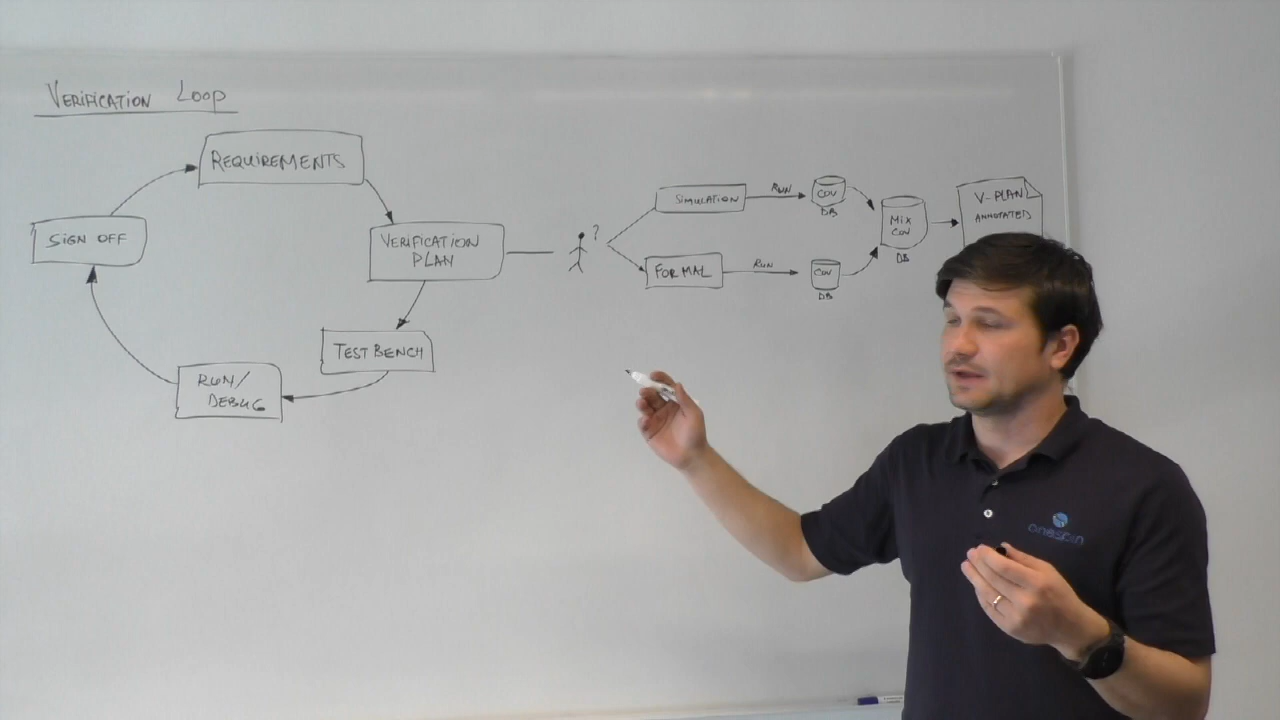 VERIFICATION LOOP
REQUIREMENTS
SIGN OFF
VERIFICATION
PLAN
TEST BENCH
RUN/
DEBUG
?
SIMULATION
RUN
COV
DB
FORMAL
RUN
COV
DB
MIX
COV
DB
V-PLAN
ANNOTATED
onespin